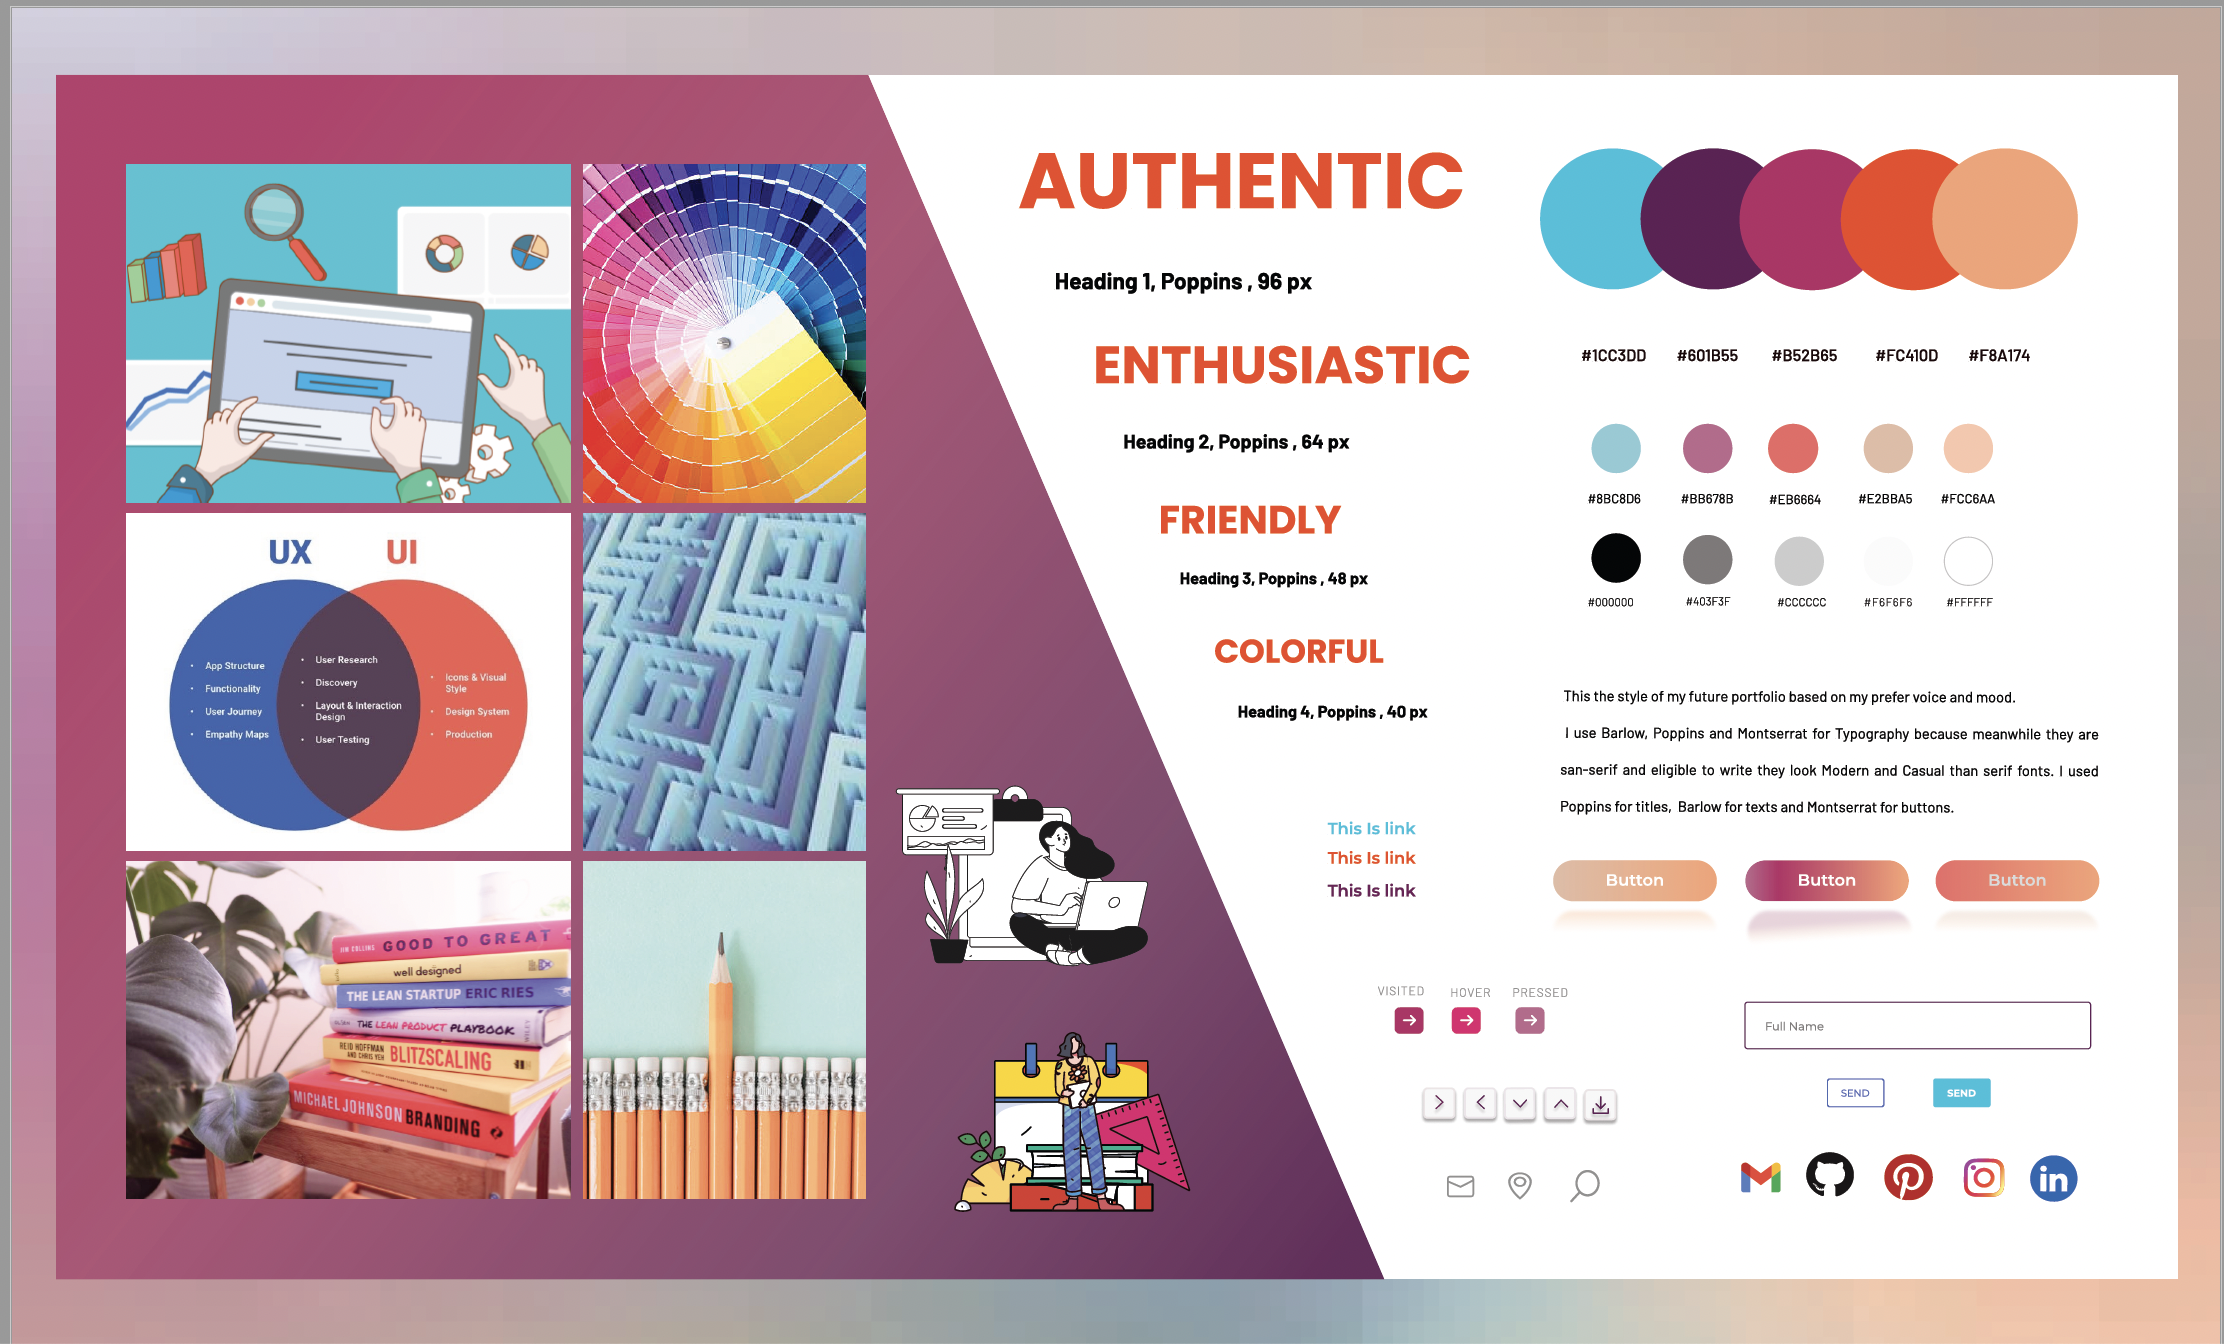 UX
UI
• App Structure
• Functionality
• User Journey
• Empathy Maps
• User Research
• Discovery
• Layout & Interaction
Design
• User Testing
• Icons & Visual
Style
• Design System
• Production
JIM COLLINS GOOD TO GREAT
well designed
THE LEAN STARTUP ERIC RIES
THE LEAN PRODUCT PLAYBOOK
WILEY
REID HOFFMAN
AND CHRIS YEH
BLITZSCALING
MICHAEL JOHNSON BRANDING
AUTHENTIC
Heading 1, Poppins , 96 px
ENTHUSIASTIC
Heading 2, Poppins , 64 px
FRIENDLY
Heading 3, Poppins , 48 px
COLORFUL
Heading 4, Poppins , 40 px
This Is link
This Is link
This Is link
VISITED HOVER PRESSED
#1CC3DD #601B55 #B52B65 #FC410D #F8A174
#8BC8D6 #BB678B #EB6664 #E2BBA5 #FCC6AA
#000000 #403F3F #CCCCCC #F6F6F6 #FFFFFF
This the style of my future portfolio based on my prefer voice and mood.
I use Barlow, Poppins and Montserrat for Typography because meanwhile they are
san-serif and eligible to write they look Modern and Casual than serif fonts. I used
Poppins for titles, Barlow for texts and Montserrat for buttons.
Button Button Button
Full Name
SEND SEND
in